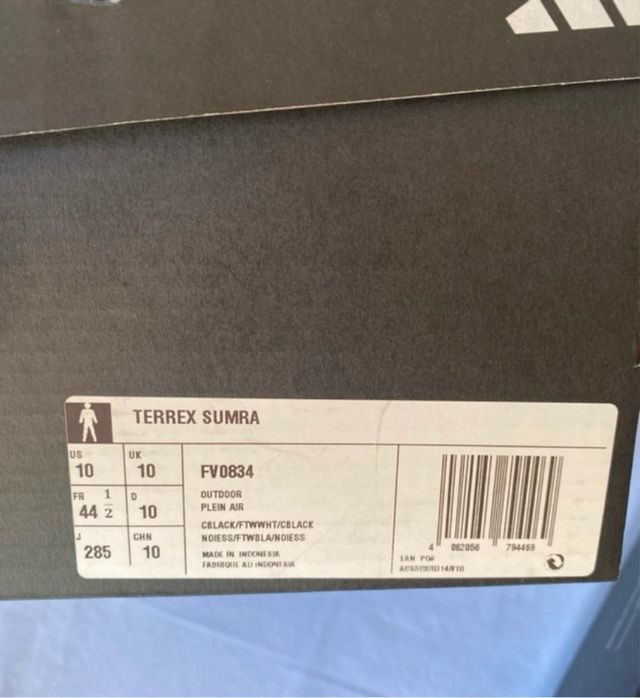 TERREX SUMRA
US 10
UK 10
FR 44 1/2
D 10
J 285
CHN 10
FV0834
OUTDOOR
PLEIN AIR
CBLACK/FTWWHT/CBLACK
NOIESS/FTWBLA/NOIESS
MADE IN INDONESIA
FABRIQUE AU INDONESIA
4 062056 794469